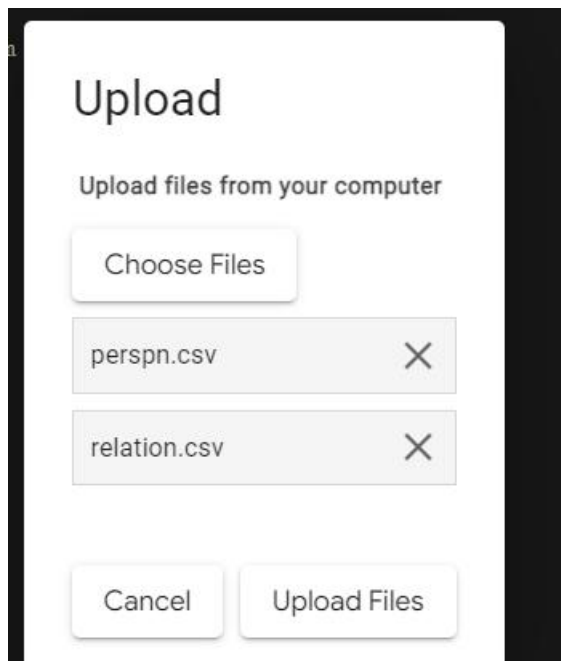 n
Upload
Upload files from your computer
Choose Files
perspn.csv
relation.csv
Cancel Upload Files